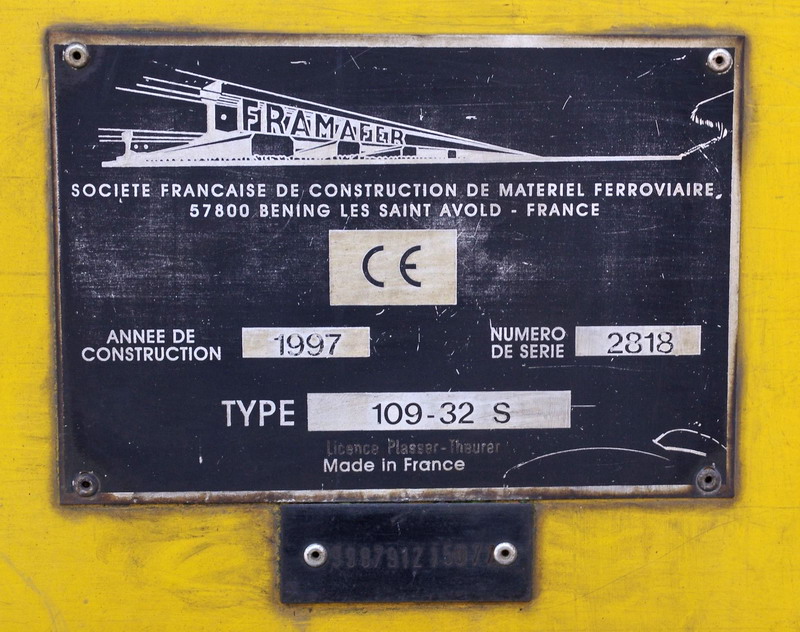 FRAMAFER
SOCIETE FRANCAISE DE CONSTRUCTION DE MATERIEL FERROVIAIRE
57800 BENING LES SAINT AVOLD - FRANCE
CE
ANNEE DE CONSTRUCTION 1997
NUMERO DE SERIE 2818
TYPE 109-32 S
Licence Plasser-Theurer
Made in France